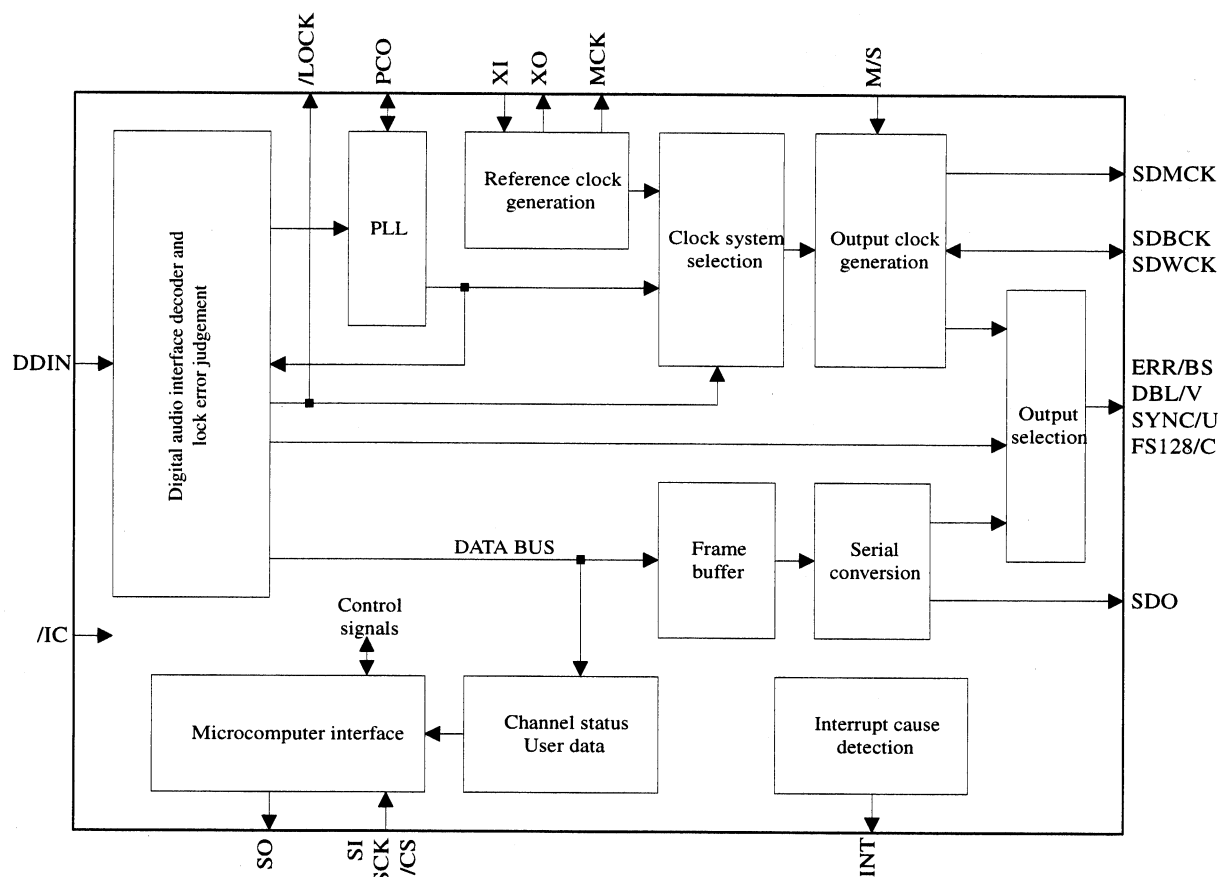 /LOCK
PCO
XI
XO
MCK
M/S
Digital audio interface decoder and
lock error judgement
PLL
Reference clock
generation
Clock system
selection
Output clock
generation
Output
selection
SDMCK
SDBCK
SDWCK
ERR/BS
DBL/V
SYNC/U
FS128/C
SDO
DDIN
/IC
DATA BUS
Frame
buffer
Serial
conversion
Control
signals
Microcomputer interface
Channel status
User data
Interrupt cause
detection
SO
SI
SCK
/CS
INT